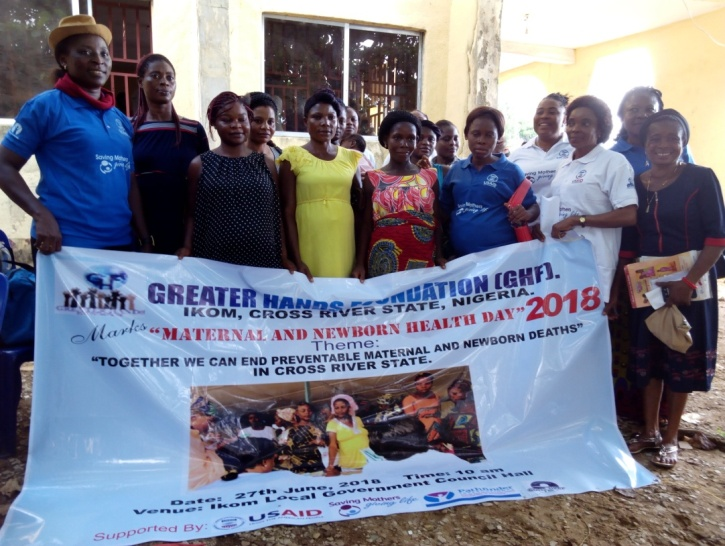 Saving Mothers
giving life
GREATER HANDS FOUNDATION (GHF).
IKOM, CROSS RIVER STATE, NIGERIA.
Marks "MATERNAL AND NEWBORN HEALTH DAY" 2018
Theme:
"TOGETHER WE CAN END PREVENTABLE MATERNAL AND NEWBORN DEATHS"
IN CROSS RIVER STATE.
Date: 27th June, 2018 Time: 10 am
Venue: Ikom Local Government Council Hall
Supported By: USAID Saving Mothers giving life Pathfinder